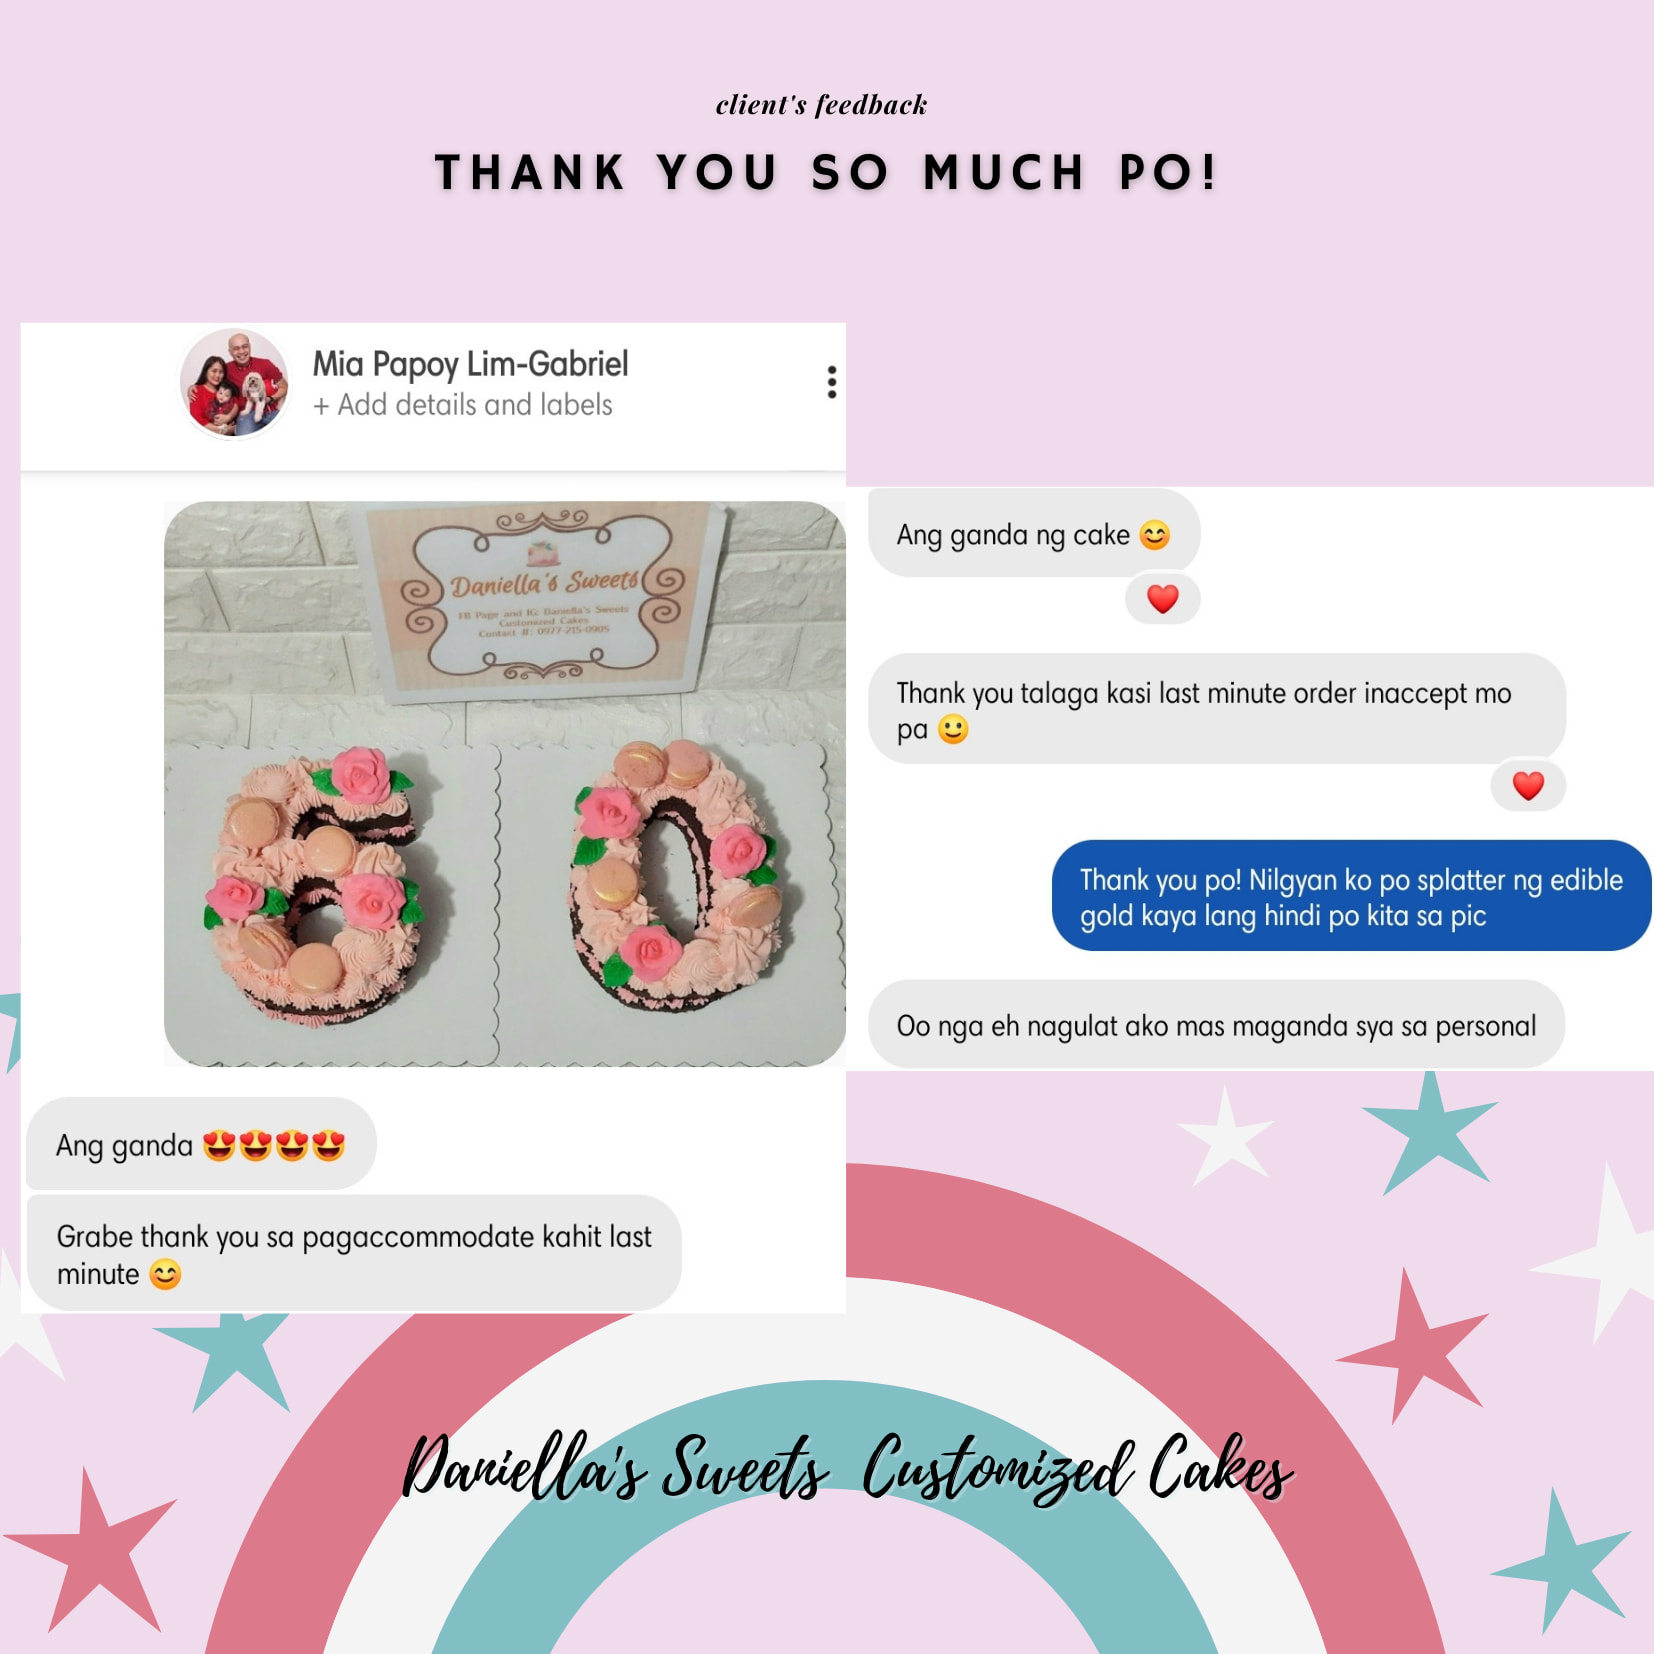 client's feedback
THANK YOU SO MUCH PO!
Mia Papoy Lim-Gabriel
+ Add details and labels
Daniella's Sweets
FB Page and IG: Daniella's Sweets
Customized Cakes
Contact #: 0977-215-0905
Ang ganda 😍😍😍😍
Grabe thank you sa pagaccommodate kahit last
minute 😊
Ang ganda ng cake 😊
❤️
Thank you talaga kasi last minute order inaccept mo
pa 🙂
❤️
Thank you po! Nilgyan ko po splatter ng edible
gold kaya lang hindi po kita sa pic
Oo nga eh nagulat ako mas maganda sya sa personal
Daniella's Sweets Customized Cakes